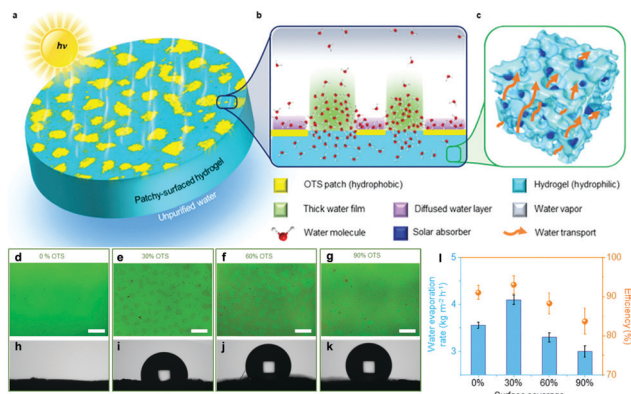 a
b
c
hν
Patchy-surfaced hydrogel
Unpurified water
OTS patch (hydrophobic)
Hydrogel (hydrophilic)
Thick water film
Diffused water layer
Water vapor
Water molecule
Solar absorber
Water transport
d
0 % OTS
e
30% OTS
f
60% OTS
g
90% OTS
h
i
j
k
l
Water evaporation
rate (kg m⁻² h⁻¹)
5
4
3
100
90
80
70
Efficiency (%)
0%
30%
60%
90%